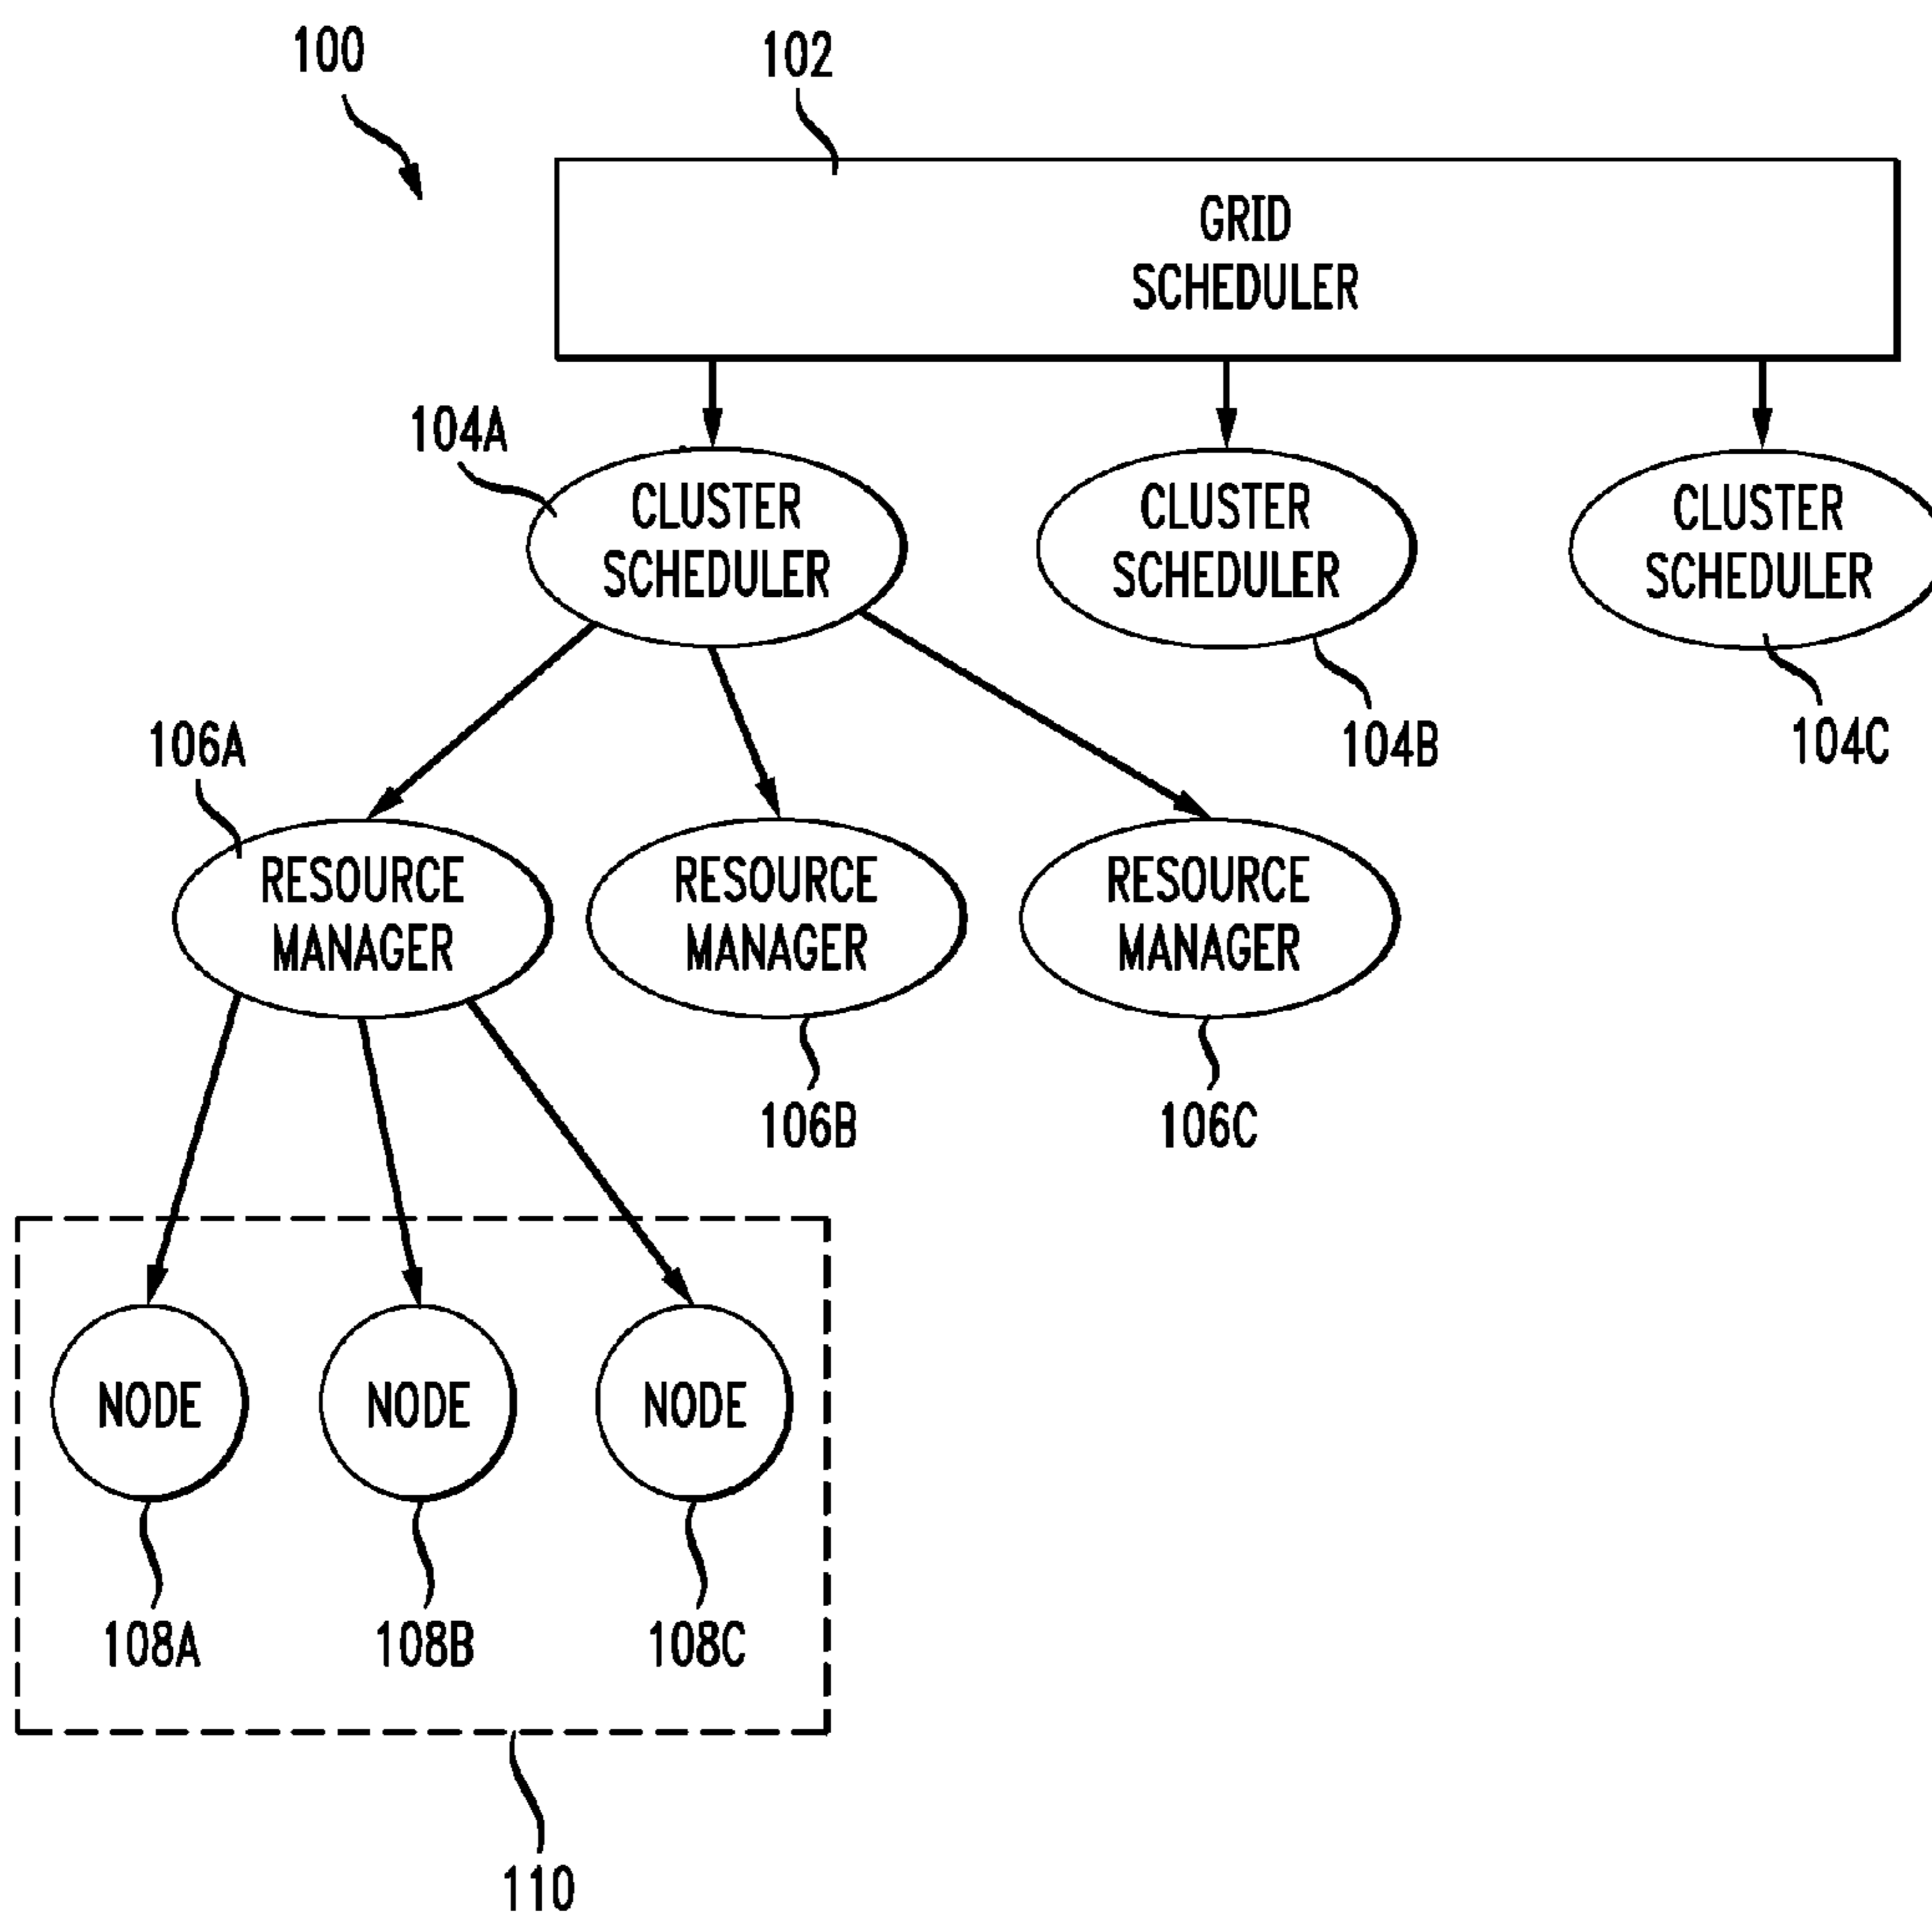 100
102
GRID
SCHEDULER
104A
CLUSTER
SCHEDULER
CLUSTER
SCHEDULER
CLUSTER
SCHEDULER
104B
104C
106A
RESOURCE
MANAGER
RESOURCE
MANAGER
RESOURCE
MANAGER
106B
106C
NODE
NODE
NODE
108A
108B
108C
110